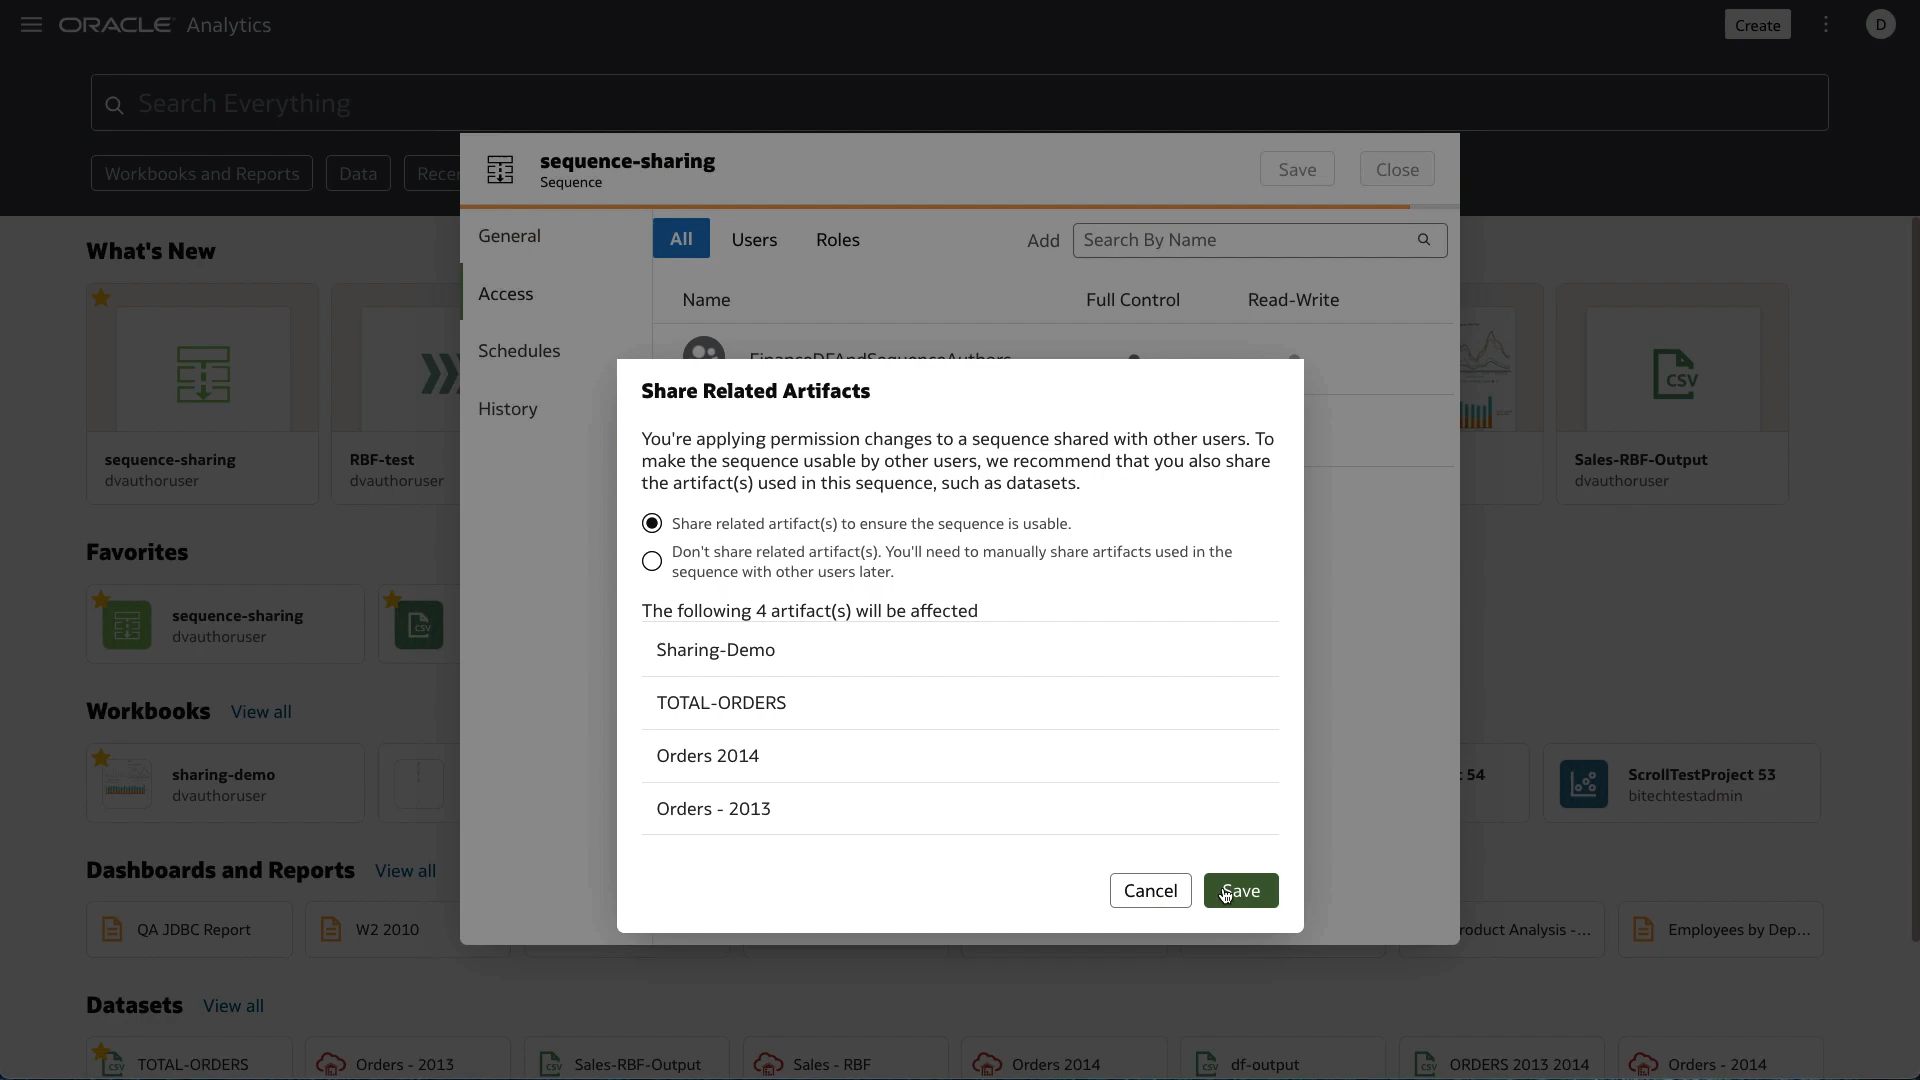 ORACLE Analytics
Create
D
Search Everything
Workbooks and Reports
Data
sequence-sharing
Sequence
Save
Close
General
Access
Schedules
History
All
Users
Roles
Add
Search By Name
Name
Full Control
Read-Write
FinanceDFAndSequenceAuthors
Share Related Artifacts
You're applying permission changes to a sequence shared with other users. To
make the sequence usable by other users, we recommend that you also share
the artifact(s) used in this sequence, such as datasets.
Share related artifact(s) to ensure the sequence is usable.
Don't share related artifact(s). You'll need to manually share artifacts used in the
sequence with other users later.
The following 4 artifact(s) will be affected
Sharing-Demo
TOTAL-ORDERS
Orders 2014
Orders - 2013
Cancel
Save
What's New
sequence-sharing
dvauthoruser
RBF-test
dvauthoruser
CSV
Sales-RBF-Output
dvauthoruser
Favorites
sequence-sharing
dvauthoruser
CSV
Workbooks
View all
sharing-demo
dvauthoruser
54
ScrollTestProject 53
bitechtestadmin
Dashboards and Reports
View all
QA JDBC Report
W2 2010
roduct Analysis -...
Employees by Dep...
Datasets
View all
TOTAL-ORDERS
Orders - 2013
Sales-RBF-Output
Sales - RBF
Orders 2014
df-output
ORDERS 2013 2014
Orders - 2014